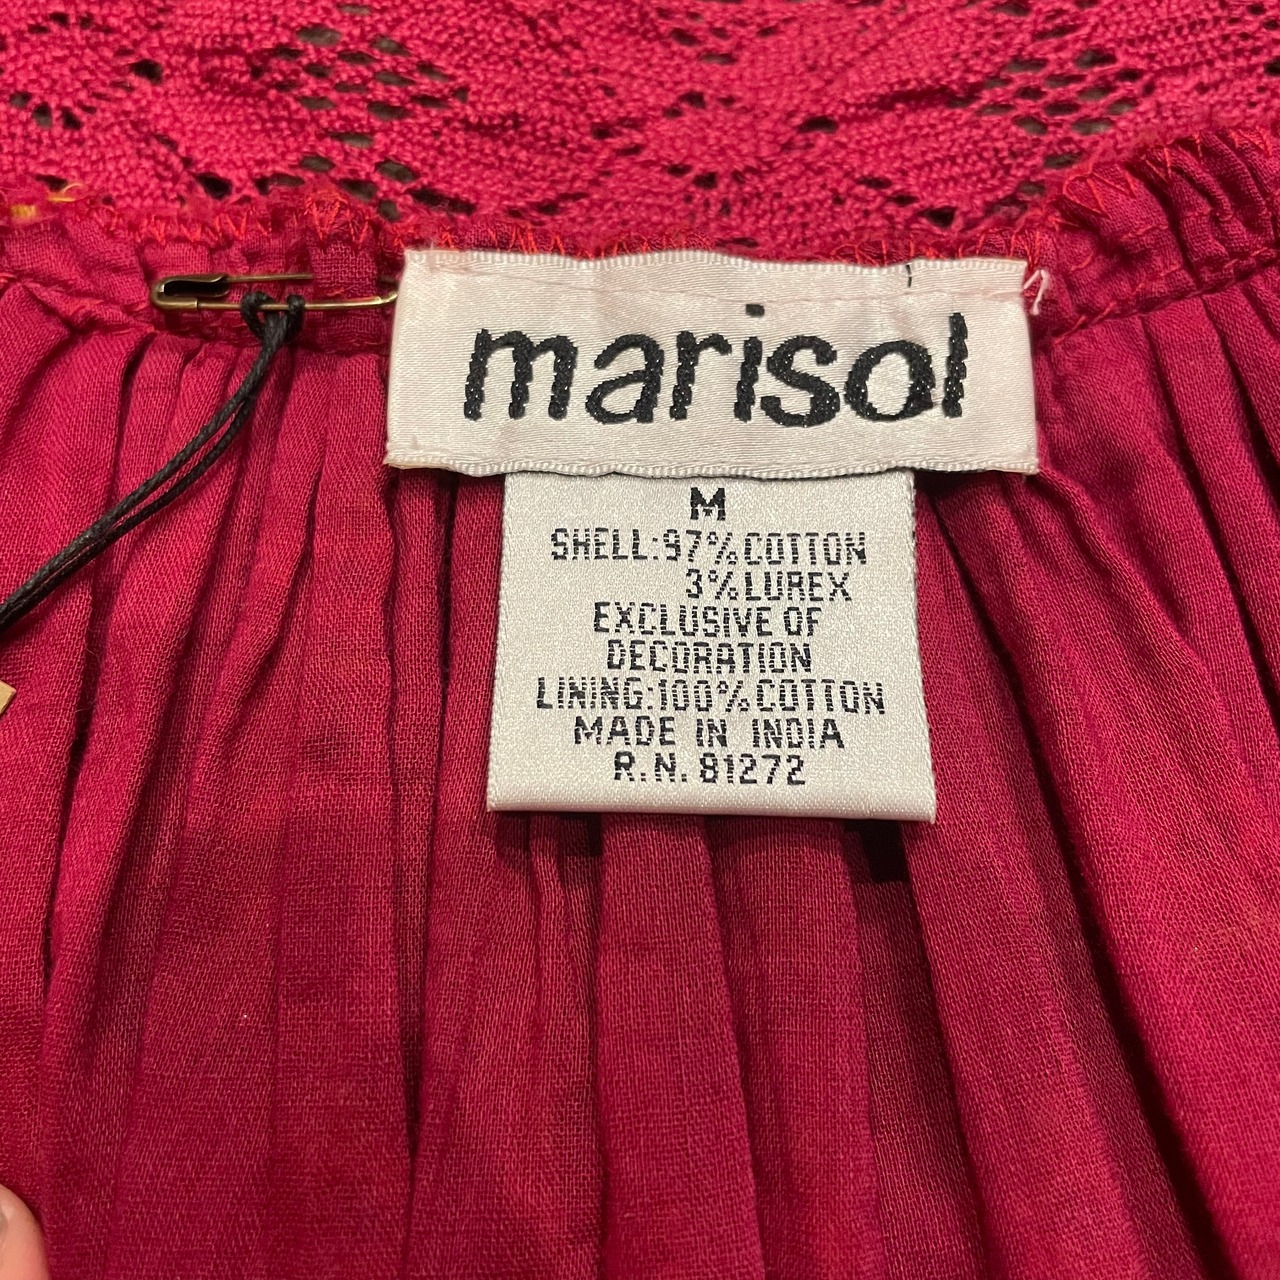 marisol
M
SHELL:97%COTTON
3%LUREX
EXCLUSIVE OF
DECORATION
LINING:100%COTTON
MADE IN INDIA
R.N. 81272